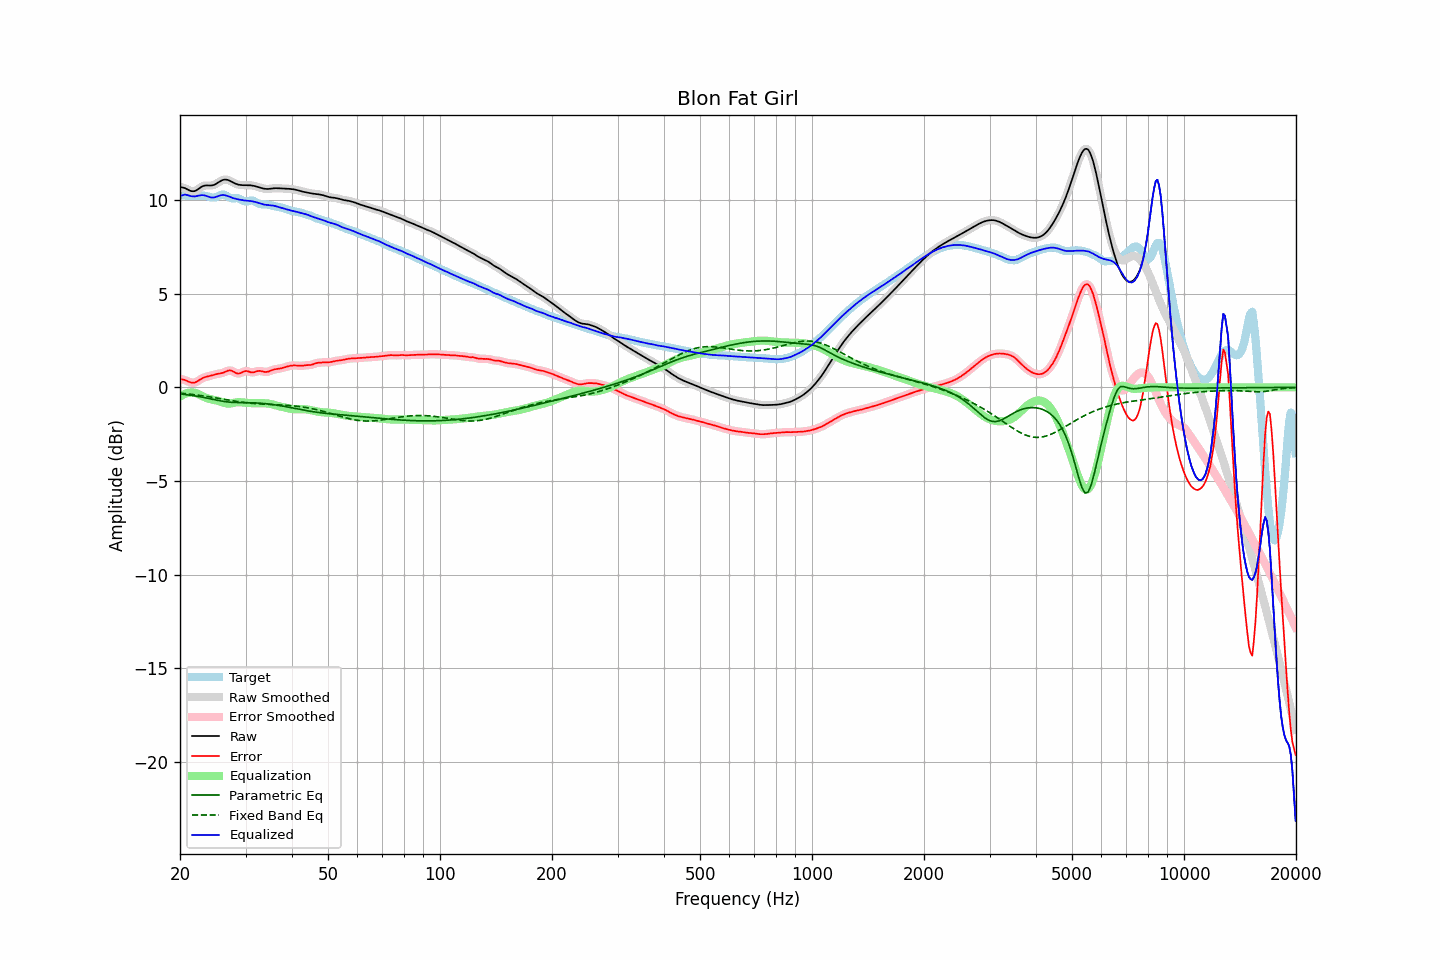 Blon Fat Girl
Amplitude (dBr)
10
5
0
−5
−10
−15
−20
Target
Raw Smoothed
Error Smoothed
Raw
Error
Equalization
Parametric Eq
Fixed Band Eq
Equalized
20 50 100 200 500 1000 2000 5000 10000 20000
Frequency (Hz)